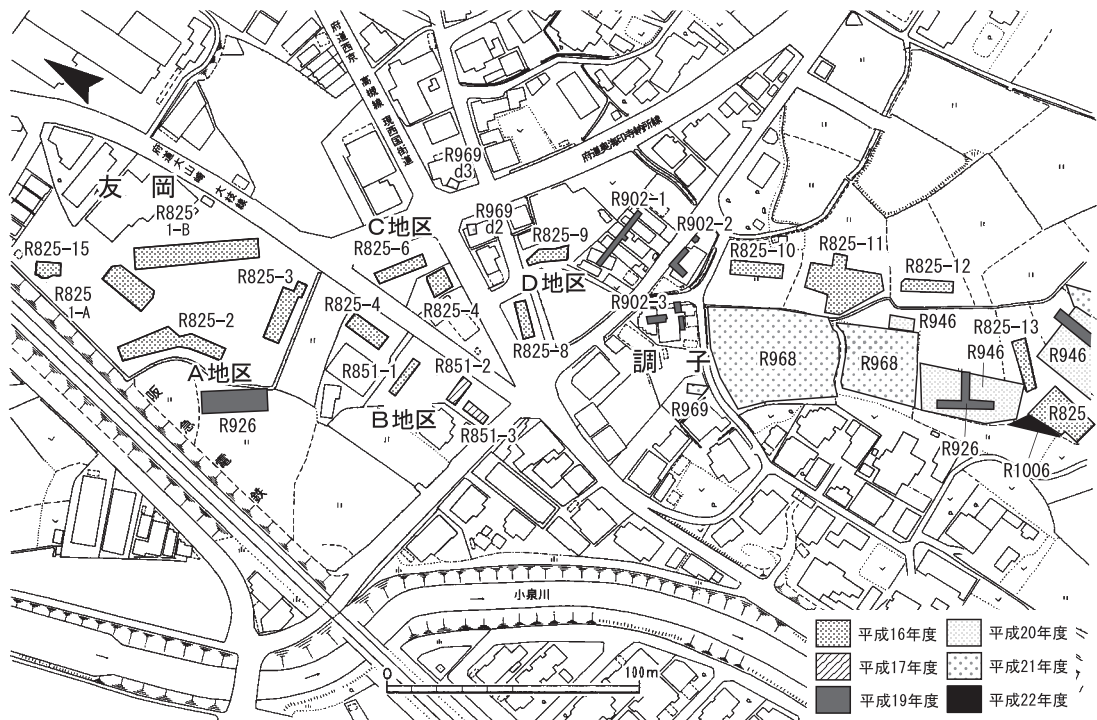 府道西京
高槻線（現西国街道
R969
d3
府道奥海印寺納所線
府道大山崎大枝線
友岡
R825
1-B
C地区
R969
d2
R902-1
R902-2
R825-15
R825-6
R825-9
R825-10
R825-11
R825-12
R825
1-A
R825-3
R825-4
R825-4
D地区
R902-3
R946
R825-13
R825-2
R825-8
調子
R968
R968
R946
R946
A地区
R851-1
R851-2
R969
R825
阪急電鉄
R926
B地区
R851-3
R926
R1006
小泉川
0
100m
平成16年度
平成20年度
平成17年度
平成21年度
平成19年度
平成22年度